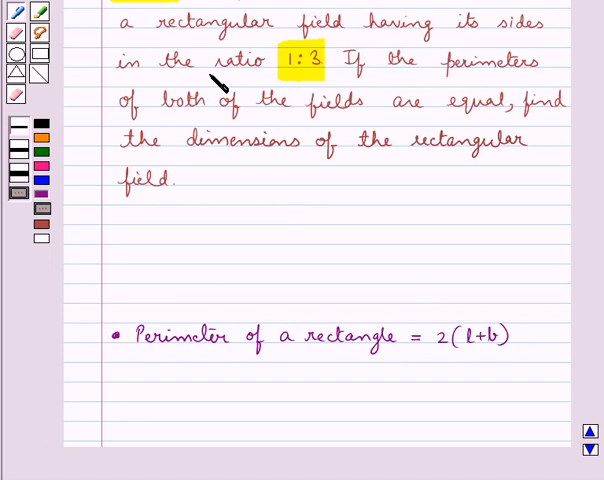 a rectangular field having its sides
in the ratio 1:3 If the perimeters
of both of the fields are equal, find
the dimensions of the rectangular
field.
• Perimeter of a rectangle = 2(l+b)